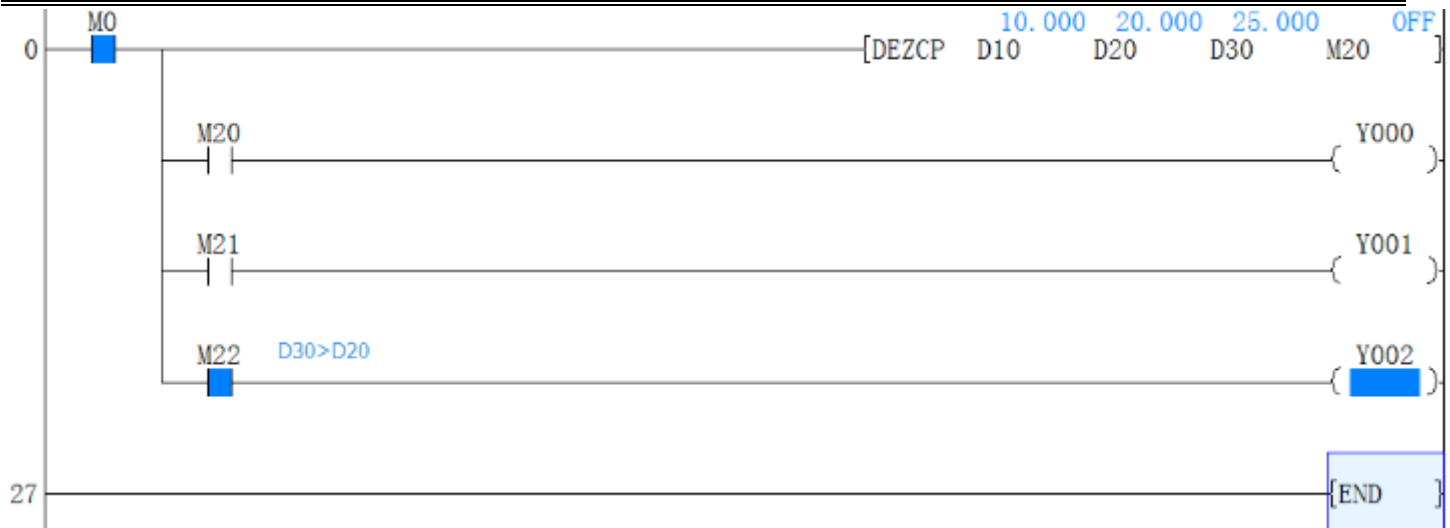 M0 10.000 20.000 25.000 OFF
0 [DEZCP D10 D20 D30 M20 ]
M20 Y000
( )
M21 Y001
( )
M22 D30>D20 Y002
( )
27 [END ]